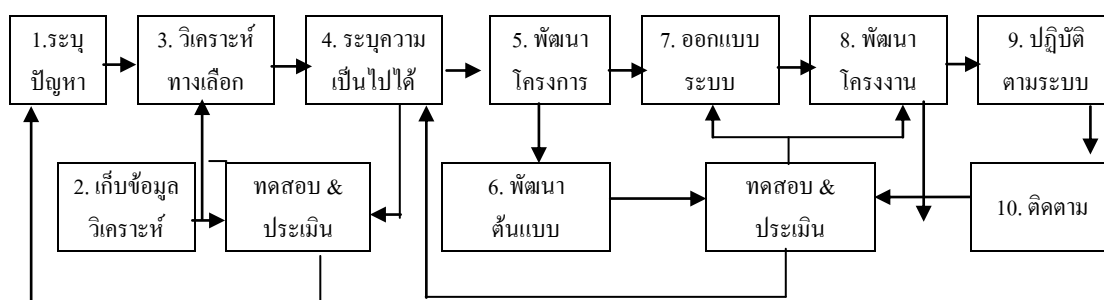 1.ระบุ
ปัญหา
3. วิเคราะห์
ทางเลือก
4. ระบุความ
เป็นไปได้
5. พัฒนา
โครงการ
7. ออกแบบ
ระบบ
8. พัฒนา
โครงงาน
9. ปฏิบัติ
ตามระบบ
2. เก็บข้อมูล
วิเคราะห์
ทดสอบ &
ประเมิน
6. พัฒนา
ต้นแบบ
ทดสอบ &
ประเมิน
10. ติดตาม